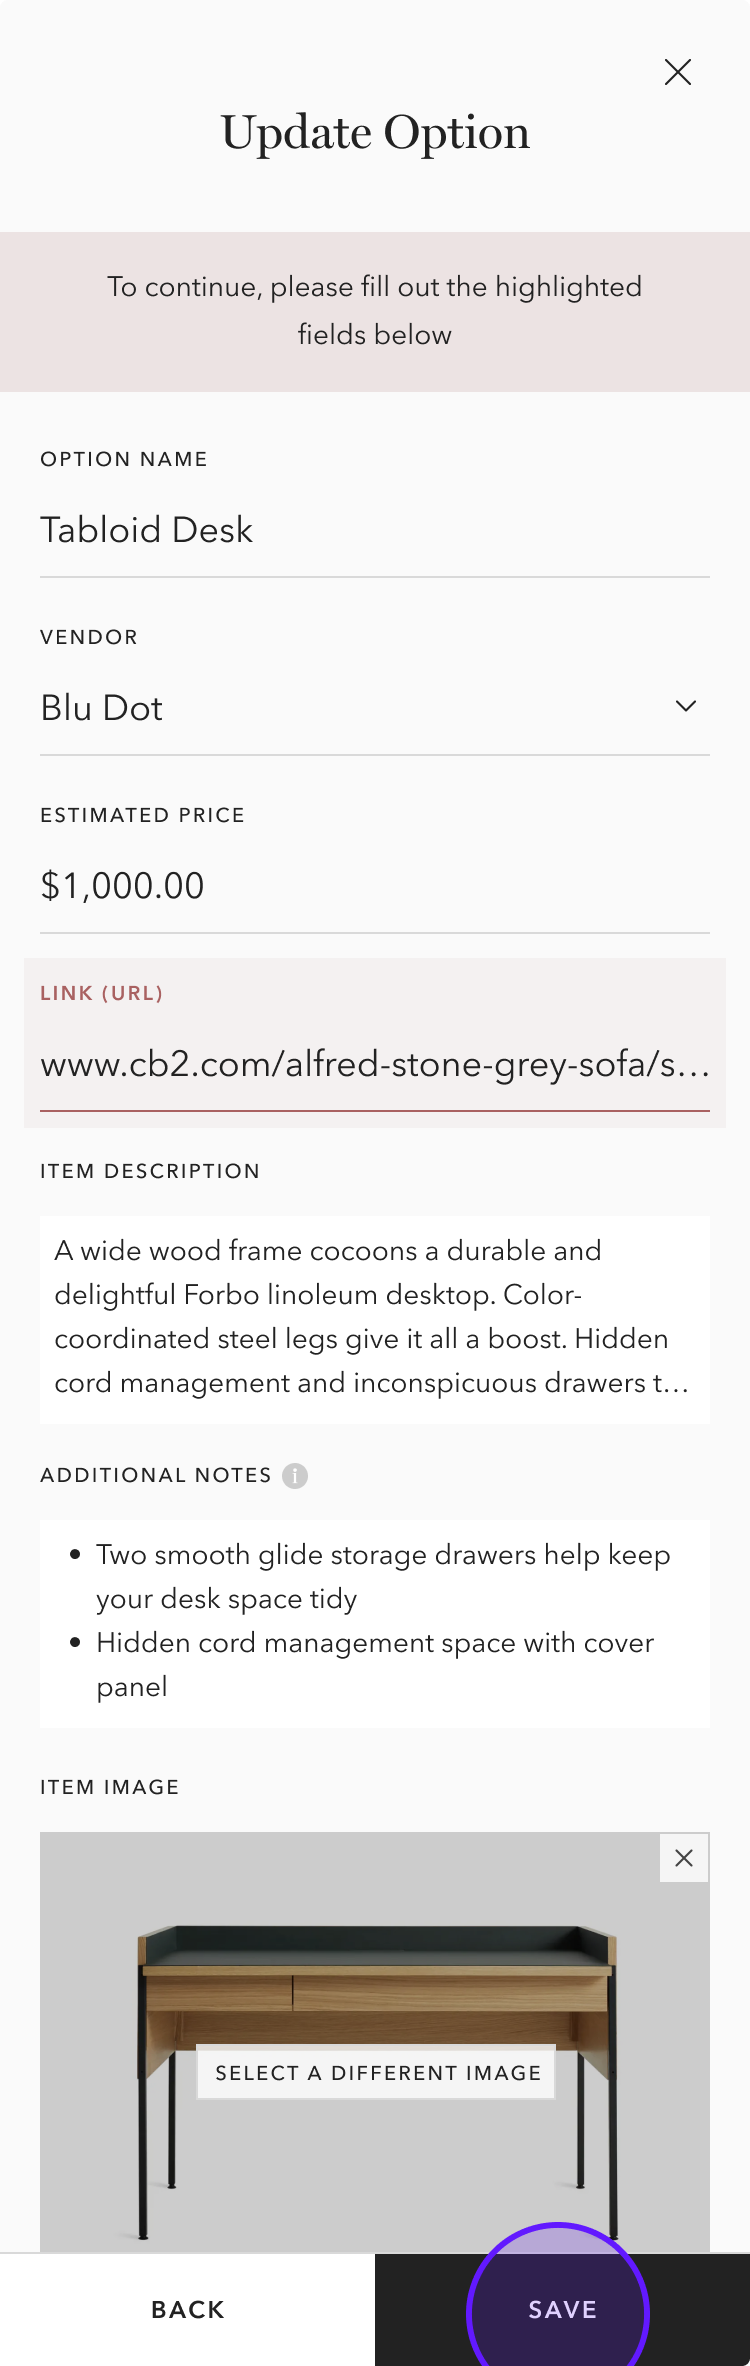 Update Option
To continue, please fill out the highlighted
fields below
OPTION NAME
Tabloid Desk
VENDOR
Blu Dot
ESTIMATED PRICE
$1,000.00
LINK (URL)
www.cb2.com/alfred-stone-grey-sofa/s...
ITEM DESCRIPTION
A wide wood frame cocoons a durable and
delightful Forbo linoleum desktop. Color-
coordinated steel legs give it all a boost. Hidden
cord management and inconspicuous drawers t...
ADDITIONAL NOTES i
• Two smooth glide storage drawers help keep
your desk space tidy
• Hidden cord management space with cover
panel
ITEM IMAGE
SELECT A DIFFERENT IMAGE
BACK
SAVE